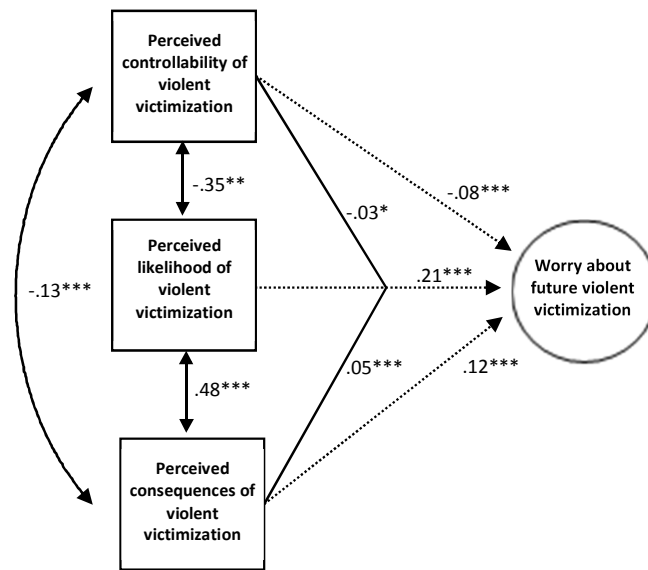 Perceived
controllability of
violent
victimization
-.35**
-.03*
-.08***
Perceived
likelihood of
violent
victimization
-.13***
.21***
Worry about
future violent
victimization
.48***
.05***
.12***
Perceived
consequences of
violent
victimization